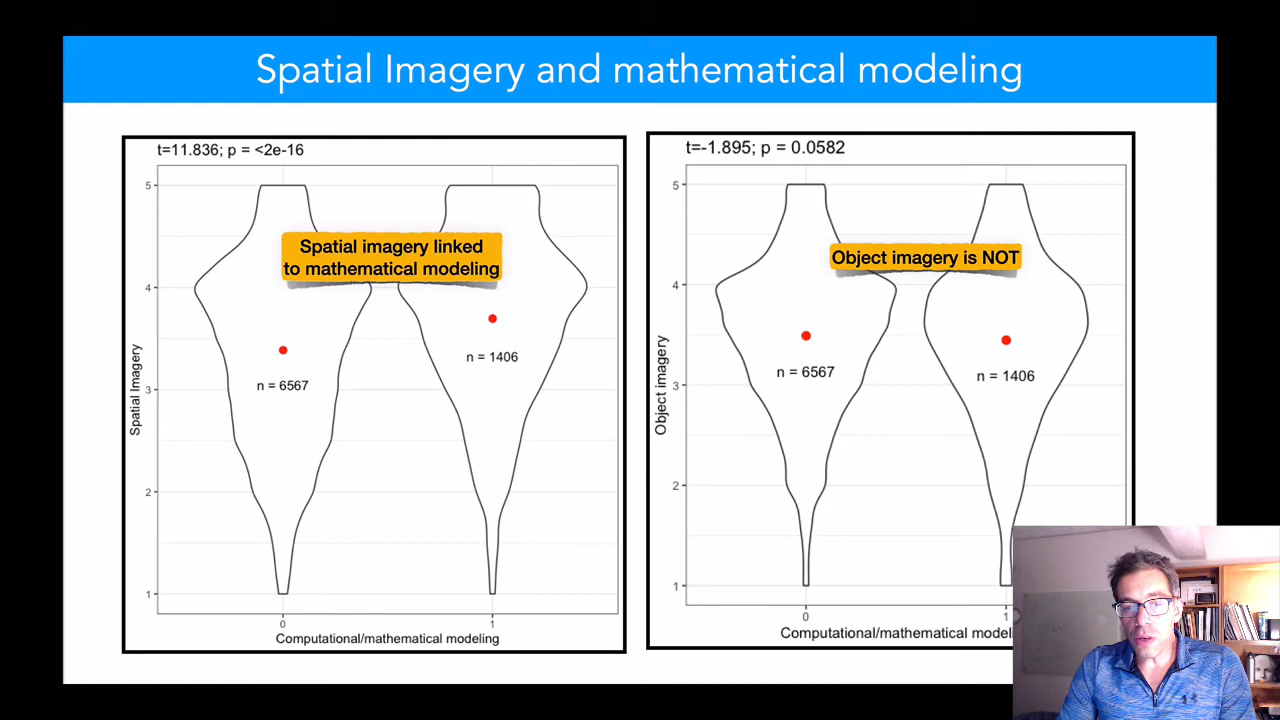 Spatial Imagery and mathematical modeling
t=11.836; p = <2e-16
5
4
3
2
1
Spatial Imagery
Spatial imagery linked
to mathematical modeling
n = 6567
n = 1406
0
1
Computational/mathematical modeling
t=-1.895; p = 0.0582
5
4
3
2
1
Object imagery
Object imagery is NOT
n = 6567
n = 1406
0
1
Computational/mathematical model